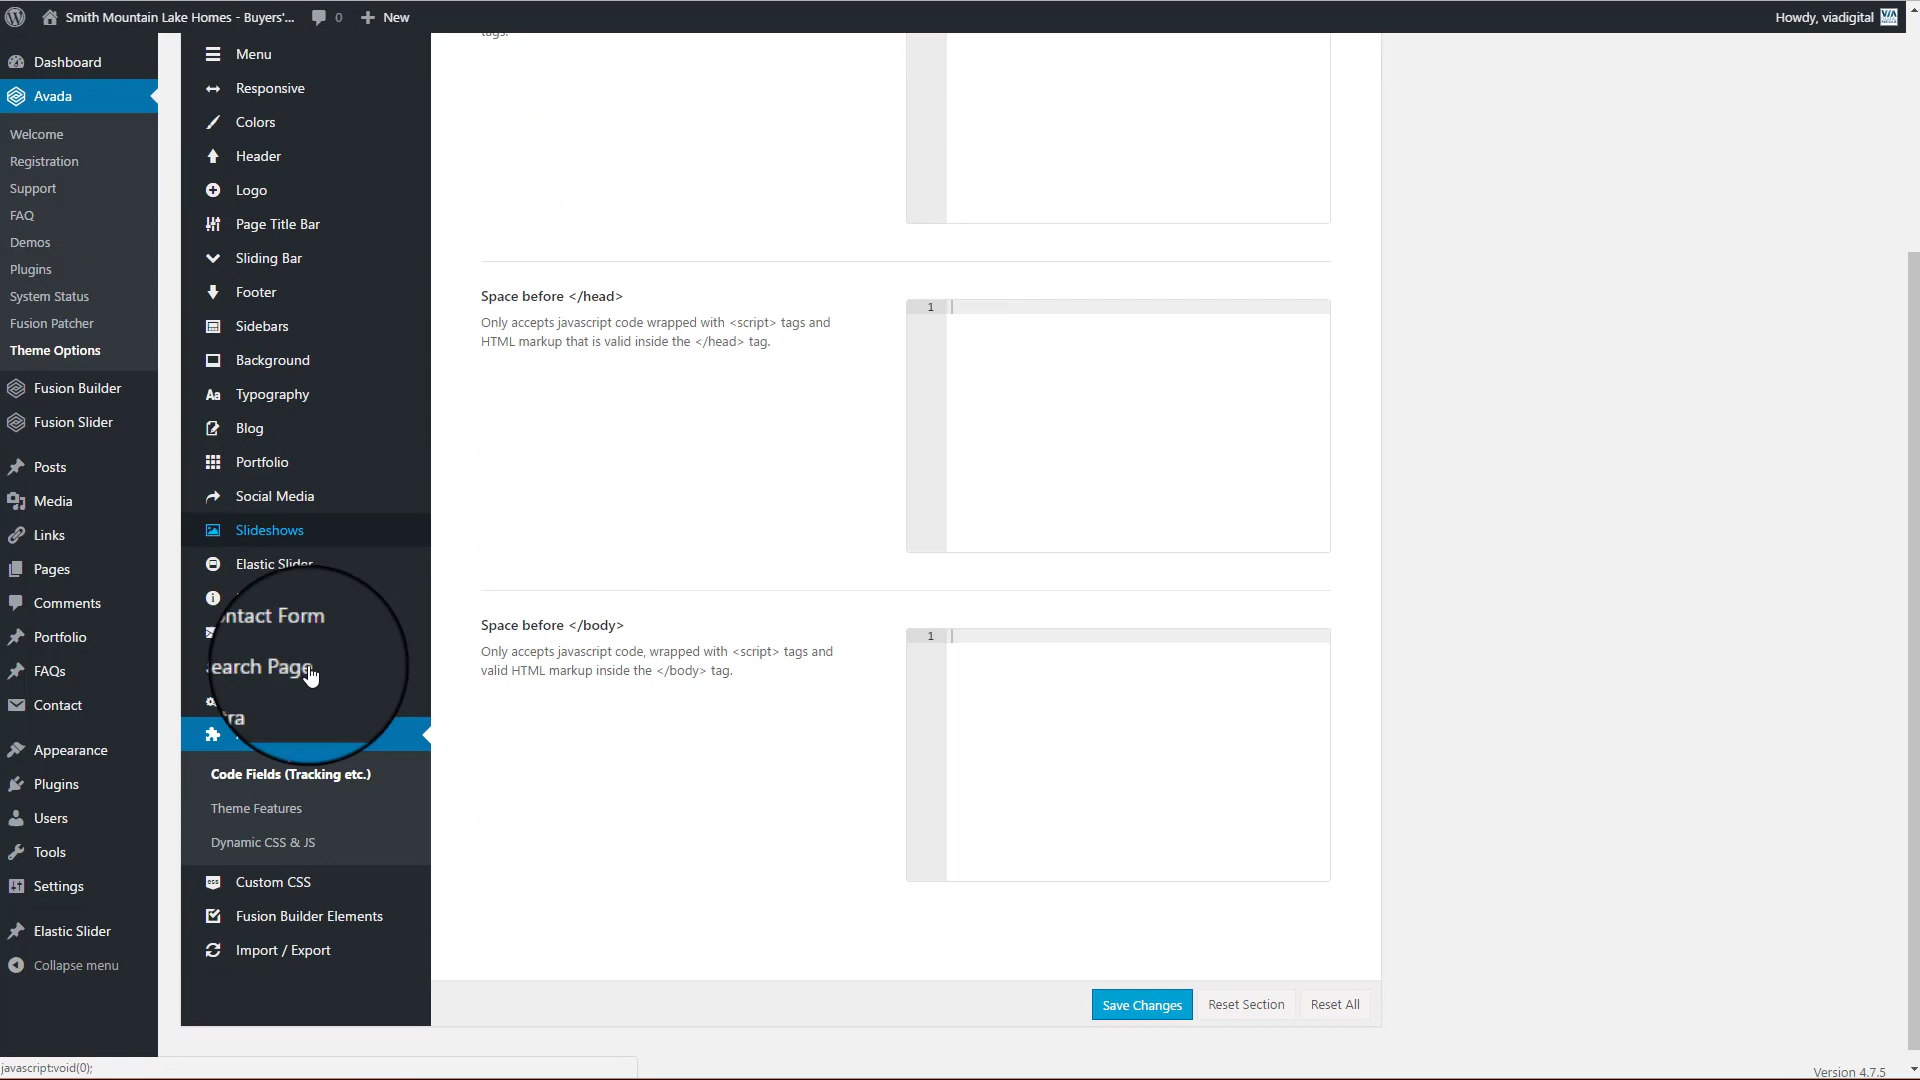 Smith Mountain Lake Homes - Buyers'...
0
New
Howdy, viadigital
Dashboard
Avada
Welcome
Registration
Support
FAQ
Demos
Plugins
System Status
Fusion Patcher
Theme Options
Fusion Builder
Fusion Slider
Posts
Media
Links
Pages
Comments
Portfolio
FAQs
Contact
Appearance
Plugins
Users
Tools
Settings
Elastic Slider
Collapse menu
Menu
Responsive
Colors
Header
Logo
Page Title Bar
Sliding Bar
Footer
Sidebars
Background
Aa Typography
Blog
Portfolio
Social Media
Slideshows
Elastic Slider
ntact Form
earch Page
tra
Code Fields (Tracking etc.)
Theme Features
Dynamic CSS & JS
Custom CSS
Fusion Builder Elements
Import / Export
tags.
Space before </head>
Only accepts javascript code wrapped with <script> tags and
HTML markup that is valid inside the </head> tag.
1
Space before </body>
Only accepts javascript code, wrapped with <script> tags and
valid HTML markup inside the </body> tag.
1
Save Changes
Reset Section
Reset All
javascript:void(0);
Version 4.7.5